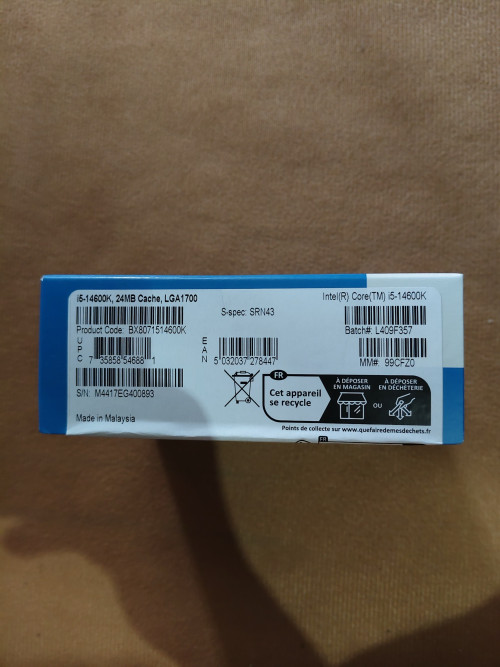 i5-14600K, 24MB Cache, LGA1700
Intel(R) Core(TM) i5-14600K
S-spec: SRN43
Product Code: BX8071514600K
Batch#: L409F357
UPC
7 35858 54688 1
EAN
5 032037 278447
MM#: 99CFZ0
S/N: M4417EG400893
FR
Cet appareil
se recycle
À DÉPOSER
EN MAGASIN
OU
À DÉPOSER
EN DÉCHÈTERIE
Points de collecte sur www.quefairedemesdechets.fr
Made in Malaysia
FR